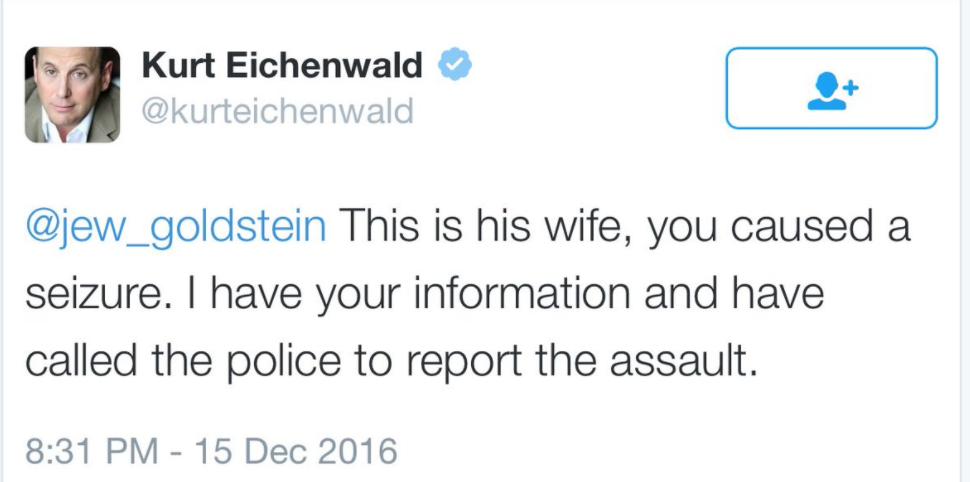 Kurt Eichenwald
@kurteichenwald
@jew_goldstein This is his wife, you caused a
seizure. I have your information and have
called the police to report the assault.
8:31 PM - 15 Dec 2016